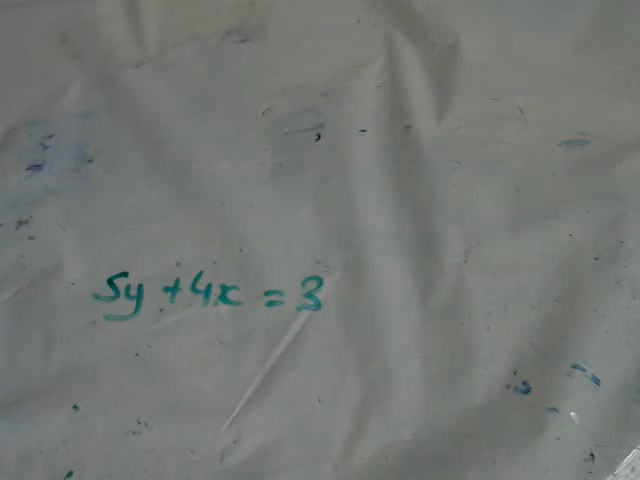 5y + 4x = 3